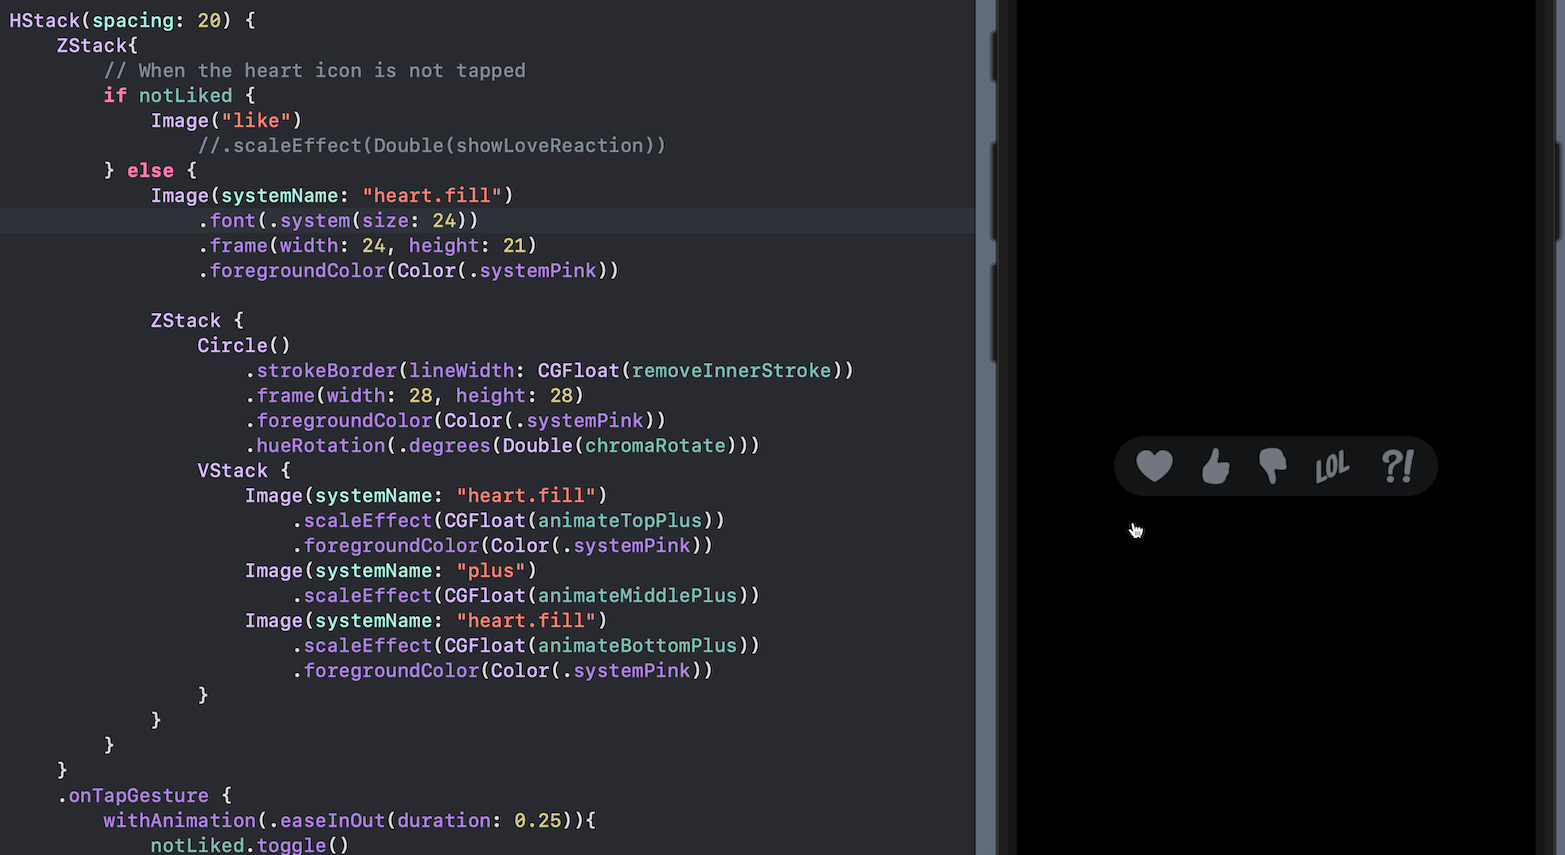 HStack(spacing: 20) {
ZStack{
// When the heart icon is not tapped
if notLiked {
Image("like")
//.scaleEffect(Double(showLoveReaction))
} else {
Image(systemName: "heart.fill")
.font(.system(size: 24))
.frame(width: 24, height: 21)
.foregroundColor(Color(.systemPink))
ZStack {
Circle()
.strokeBorder(lineWidth: CGFloat(removeInnerStroke))
.frame(width: 28, height: 28)
.foregroundColor(Color(.systemPink))
.hueRotation(.degrees(Double(chromaRotate)))
VStack {
Image(systemName: "heart.fill")
.scaleEffect(CGFloat(animateTopPlus))
.foregroundColor(Color(.systemPink))
Image(systemName: "plus")
.scaleEffect(CGFloat(animateMiddlePlus))
Image(systemName: "heart.fill")
.scaleEffect(CGFloat(animateBottomPlus))
.foregroundColor(Color(.systemPink))
}
}
}
}
.onTapGesture {
withAnimation(.easeInOut(duration: 0.25)){
notLiked.toggle()
LOL ?!